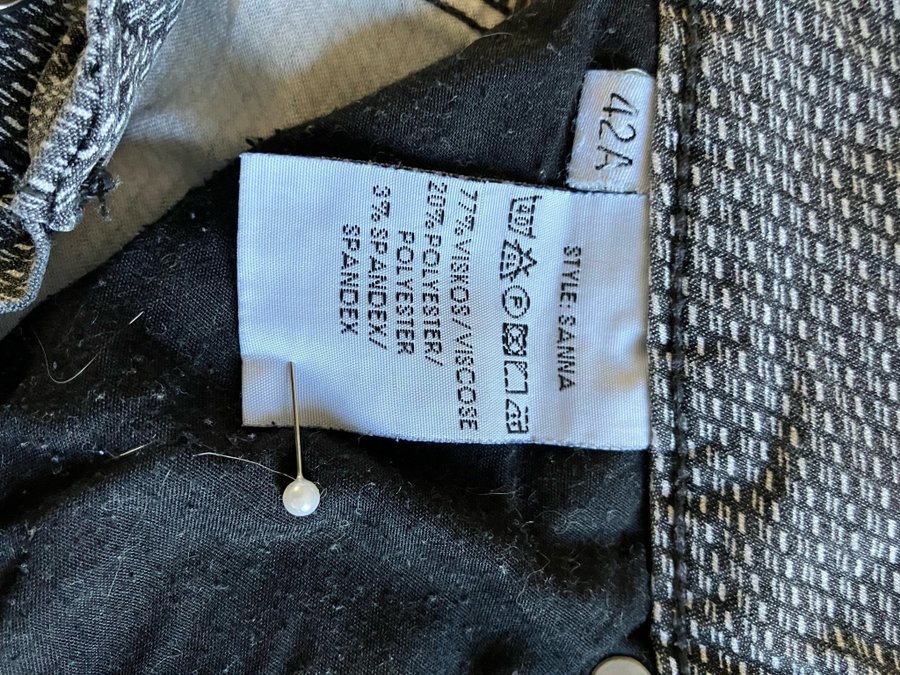 42A
STYLE: SANNA
P
77% VISKOS/VISCOSE
20% POLYESTER/
POLYESTER
3% SPANDEX/
SPANDEX